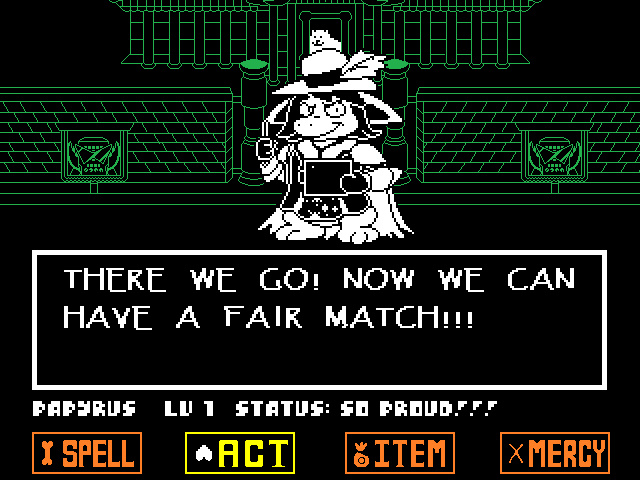 THERE WE GO! NOW WE CAN
HAVE A FAIR MATCH!!!
PAPYRUS LV 1 STATUS: SO PROUD!!!
SPELL ACT ITEM MERCY